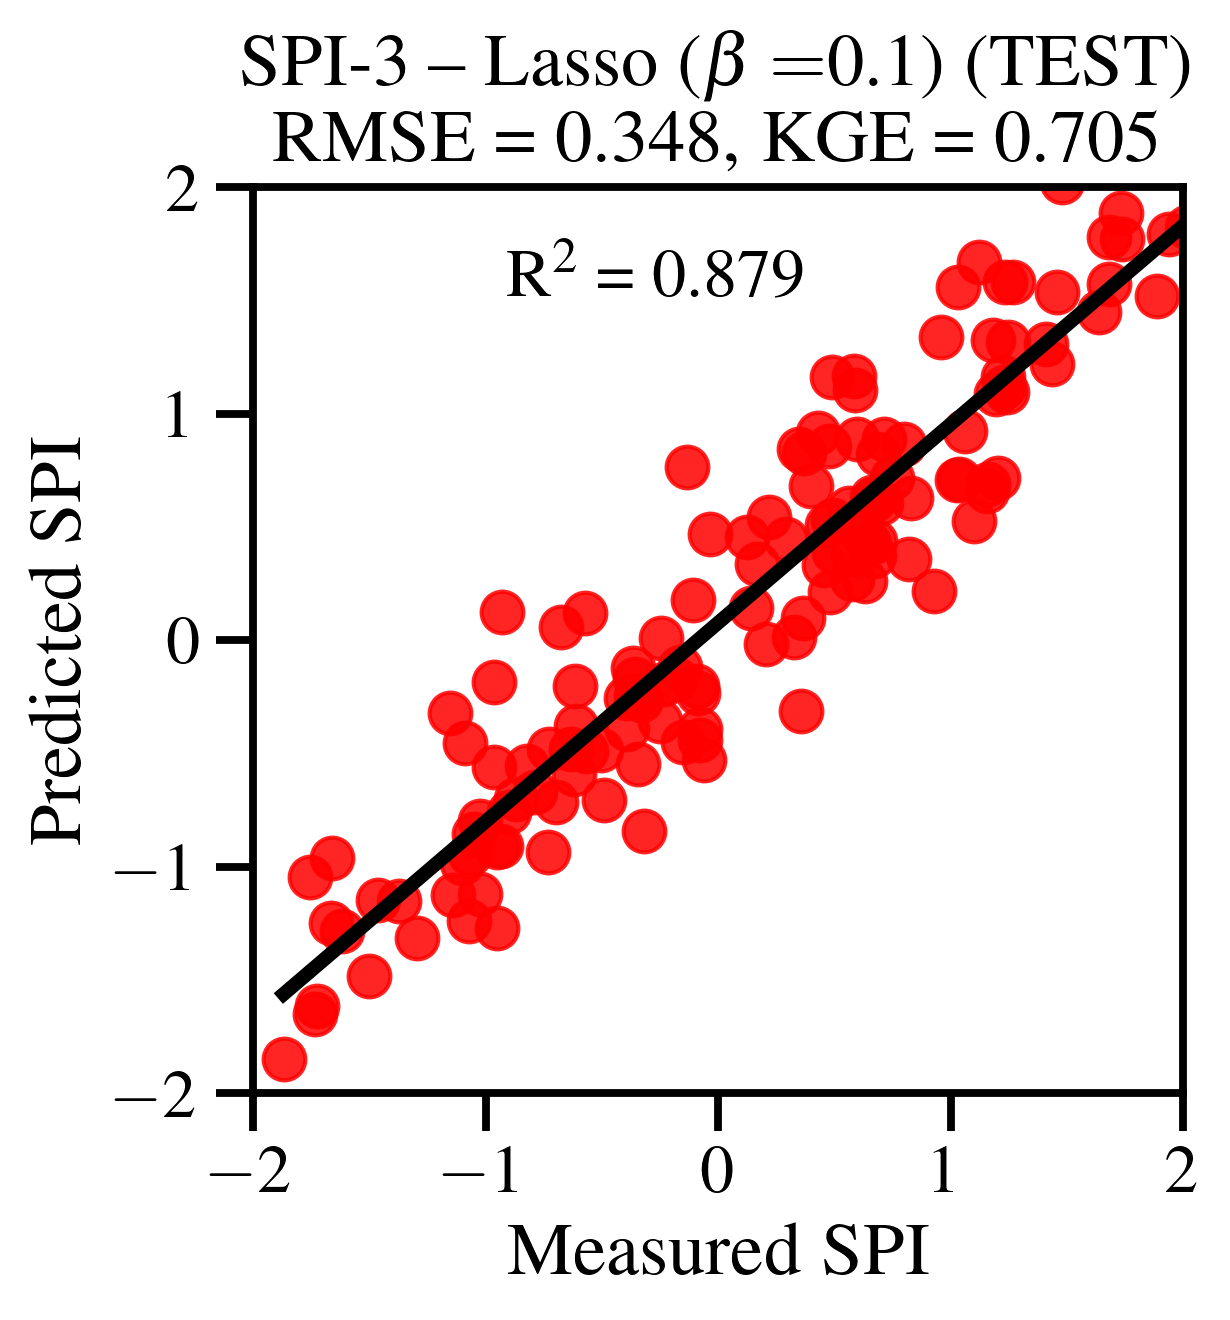 SPI-3 – Lasso (β =0.1) (TEST)
RMSE = 0.348, KGE = 0.705
R² = 0.879
2
1
0
−1
−2
Predicted SPI
−2 −1 0 1 2
Measured SPI